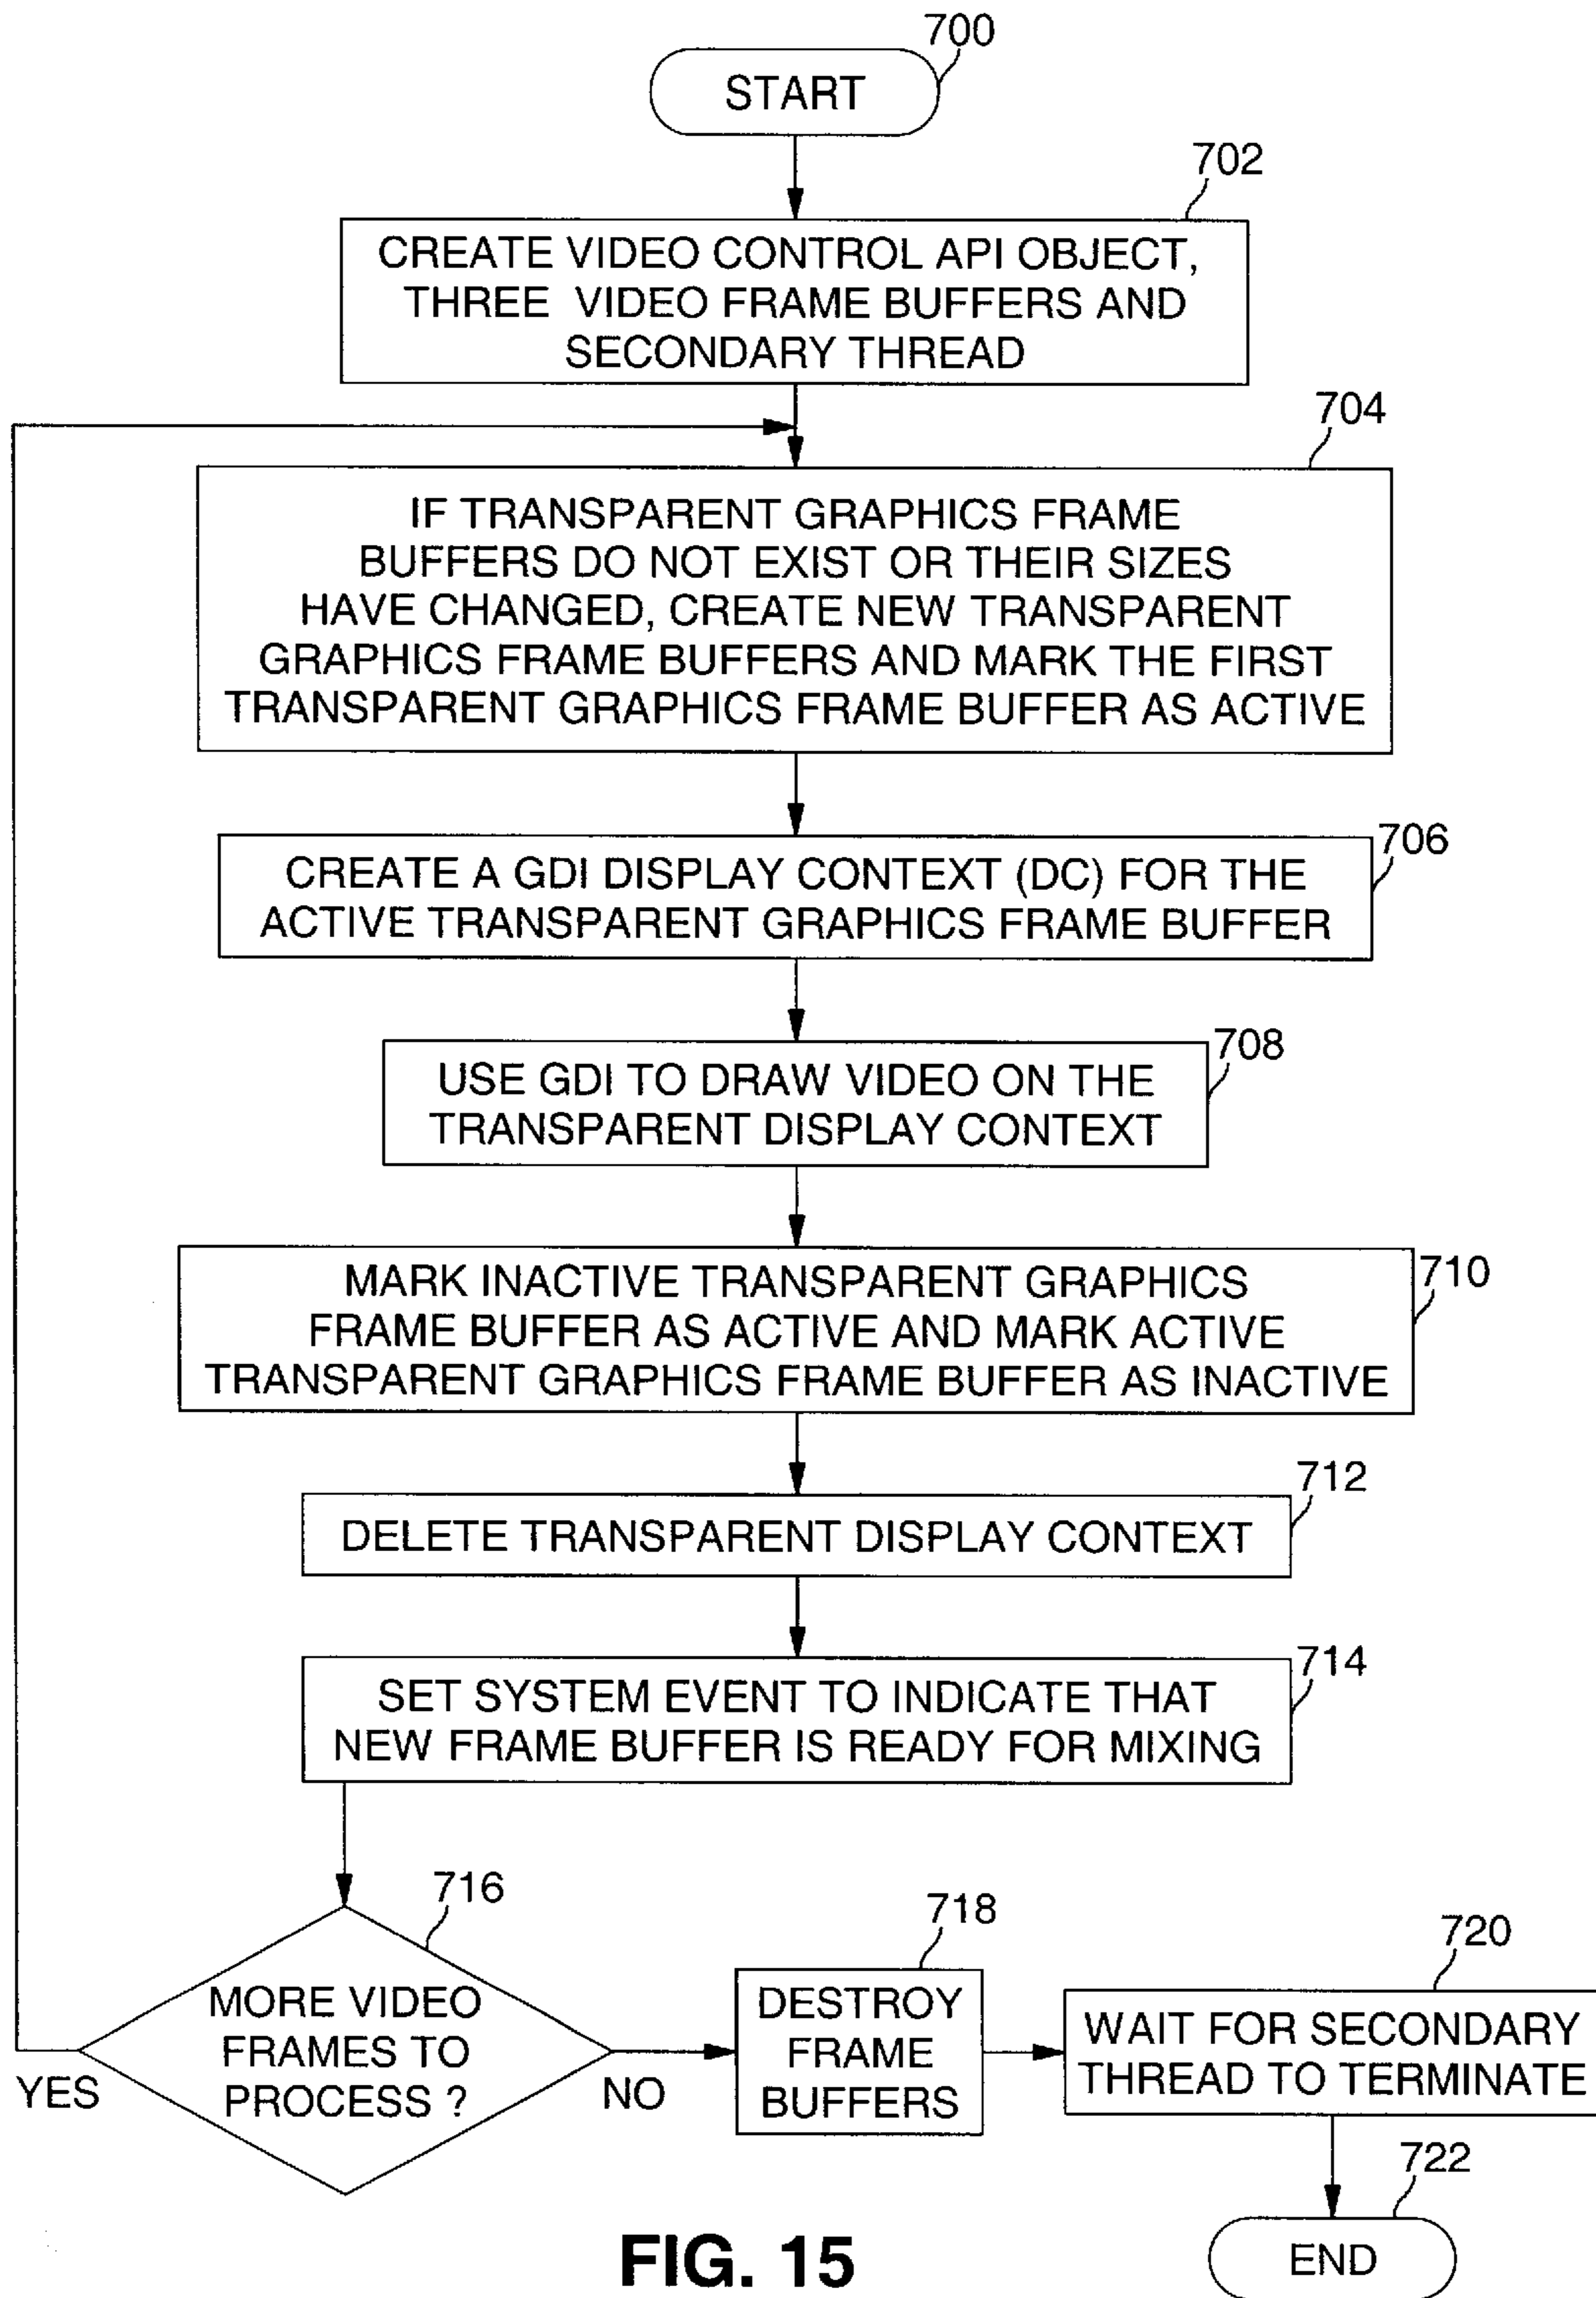 700
START
702
CREATE VIDEO CONTROL API OBJECT,
THREE VIDEO FRAME BUFFERS AND
SECONDARY THREAD
704
IF TRANSPARENT GRAPHICS FRAME
BUFFERS DO NOT EXIST OR THEIR SIZES
HAVE CHANGED, CREATE NEW TRANSPARENT
GRAPHICS FRAME BUFFERS AND MARK THE FIRST
TRANSPARENT GRAPHICS FRAME BUFFER AS ACTIVE
706
CREATE A GDI DISPLAY CONTEXT (DC) FOR THE
ACTIVE TRANSPARENT GRAPHICS FRAME BUFFER
708
USE GDI TO DRAW VIDEO ON THE
TRANSPARENT DISPLAY CONTEXT
710
MARK INACTIVE TRANSPARENT GRAPHICS
FRAME BUFFER AS ACTIVE AND MARK ACTIVE
TRANSPARENT GRAPHICS FRAME BUFFER AS INACTIVE
712
DELETE TRANSPARENT DISPLAY CONTEXT
714
SET SYSTEM EVENT TO INDICATE THAT
NEW FRAME BUFFER IS READY FOR MIXING
716
MORE VIDEO
FRAMES TO
PROCESS ?
YES
NO
718
DESTROY
FRAME
BUFFERS
720
WAIT FOR SECONDARY
THREAD TO TERMINATE
722
END
FIG. 15